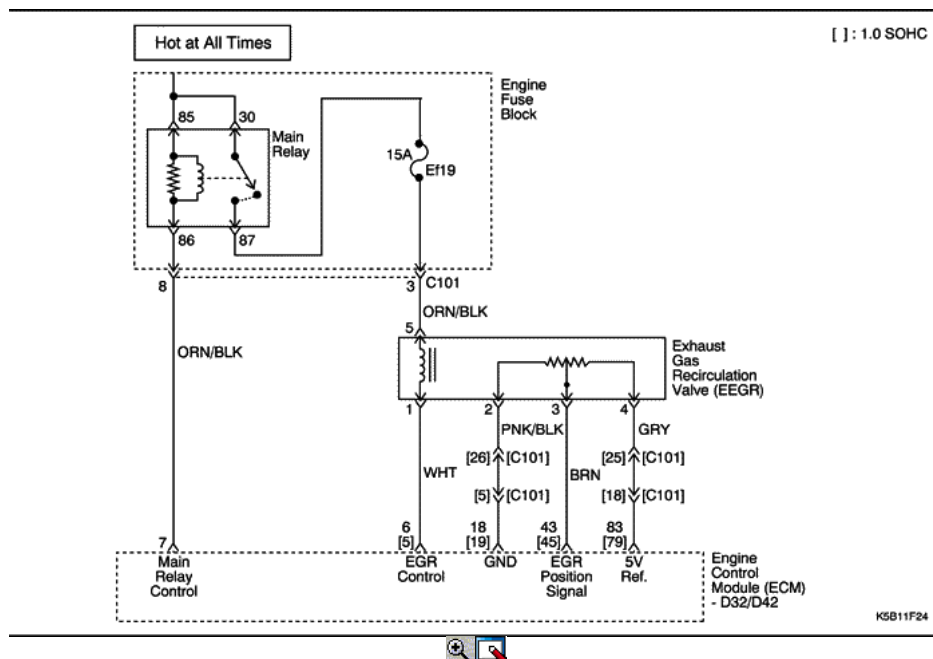 Hot at All Times
[ ] : 1.0 SOHC
Engine
Fuse
Block
85
30
Main
Relay
15A
Ef19
86
87
8
3
C101
ORN/BLK
5
ORN/BLK
Exhaust
Gas
Recirculation
Valve (EEGR)
1
2
3
4
PNK/BLK
GRY
[26]
[C101]
[25]
[C101]
WHT
BRN
[5]
[C101]
[18]
[C101]
7
6
[5]
18
[19]
43
[45]
83
[79]
Main
Relay
Control
EGR
Control
GND
EGR
Position
Signal
5V
Ref.
Engine
Control
Module (ECM)
- D32/D42
K5B11F24